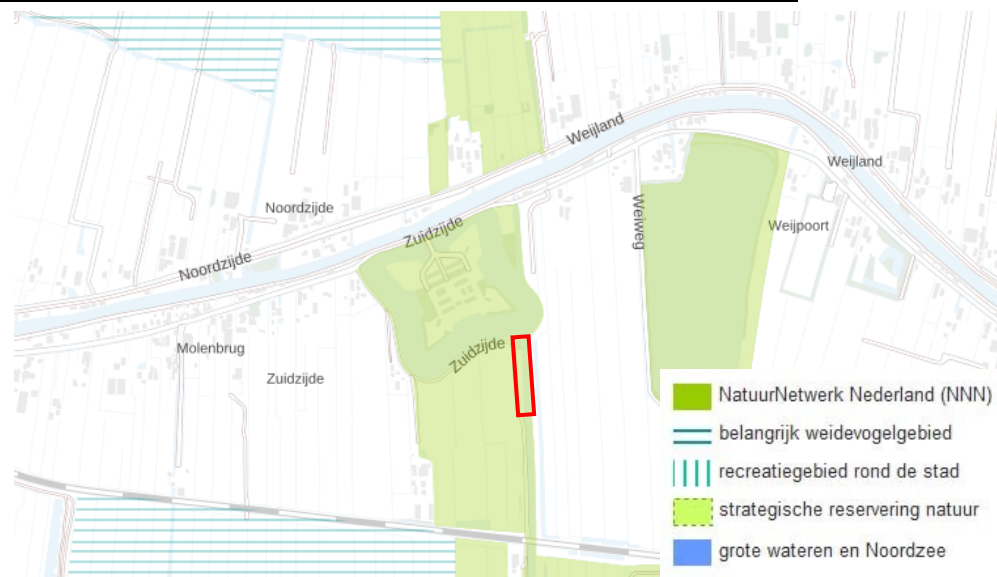 Weijland
Weijland
Noordzijde
Weiweg
Weijpoort
Zuidzijde
Noordzijde
Zuidzijde
Molenbrug
Zuidzijde
NatuurNetwerk Nederland (NNN)
belangrijk weidevogelgebied
recreatiegebied rond de stad
strategische reservering natuur
grote wateren en Noordzee